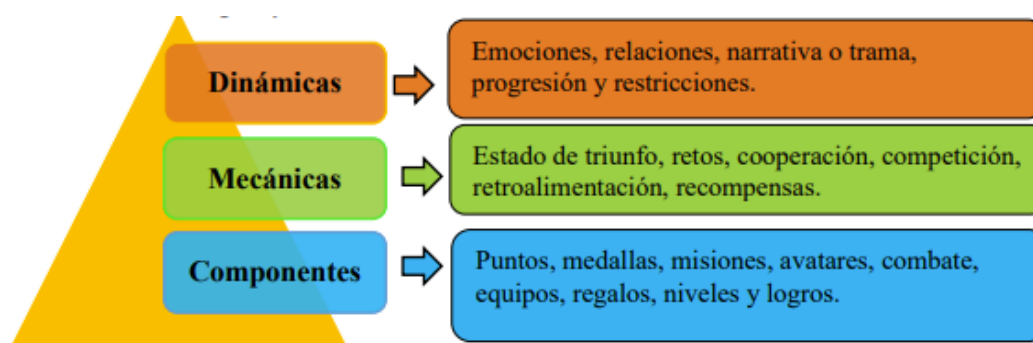 Dinámicas
Emociones, relaciones, narrativa o trama,
progresión y restricciones.
Mecánicas
Estado de triunfo, retos, cooperación, competición,
retroalimentación, recompensas.
Componentes
Puntos, medallas, misiones, avatares, combate,
equipos, regalos, niveles y logros.